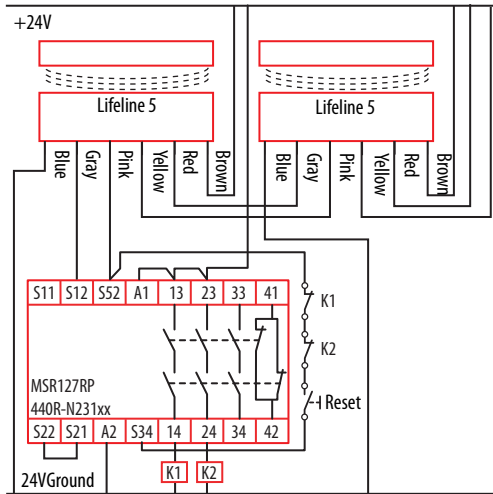 +24V
Lifeline 5
Lifeline 5
Blue Gray Pink Yellow Red Brown
Blue Gray Pink Yellow Red Brown
S11 S12 S52 A1 13 23 33 41
K1
K2
MSR127RP
440R-N231xx
Reset
S22 S21 A2 S34 14 24 34 42
K1 K2
24VGround